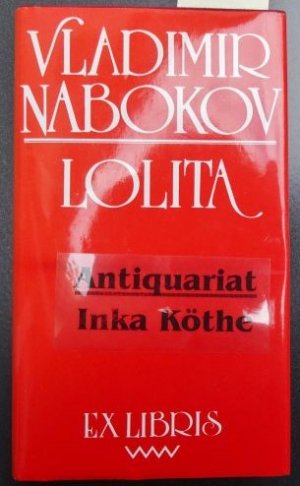 VLADIMIR
NABOKOV
LOLITA
Antiquariat
Inka Köthe
EX LIBRIS